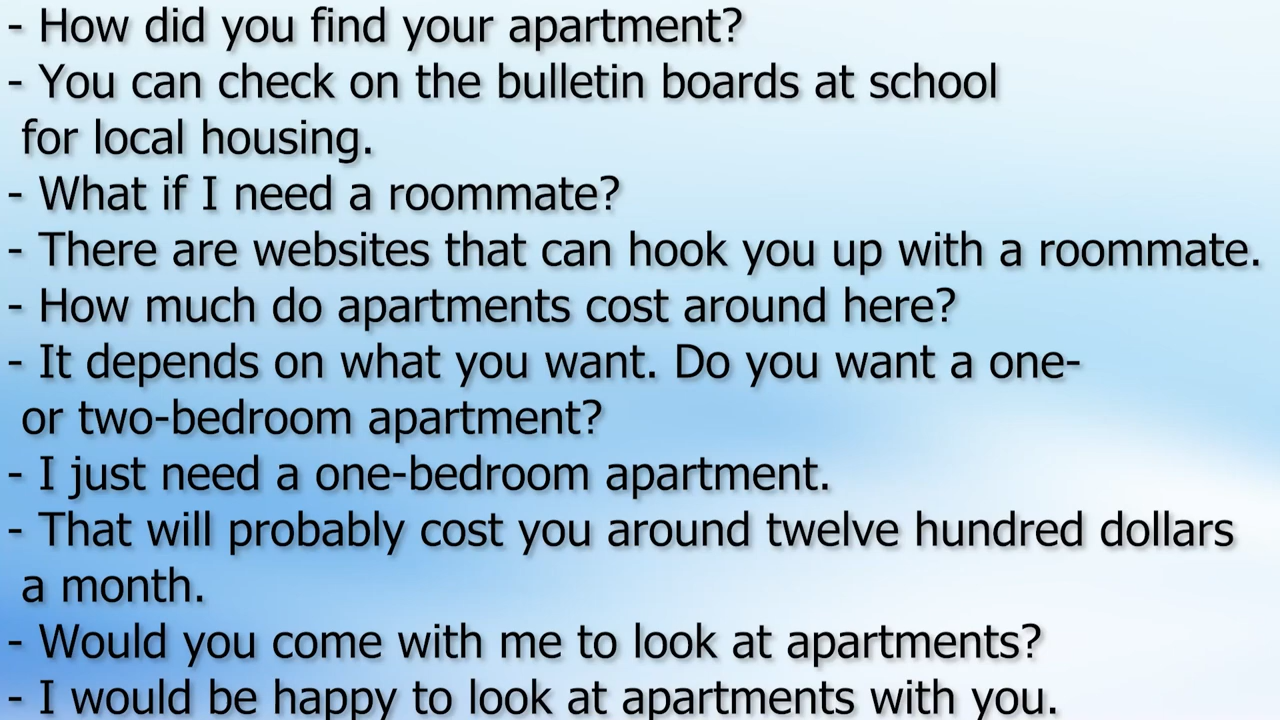 - How did you find your apartment?
- You can check on the bulletin boards at school
for local housing.
- What if I need a roommate?
- There are websites that can hook you up with a roommate.
- How much do apartments cost around here?
- It depends on what you want. Do you want a one-
or two-bedroom apartment?
- I just need a one-bedroom apartment.
- That will probably cost you around twelve hundred dollars
a month.
- Would you come with me to look at apartments?
- I would be happy to look at apartments with you.